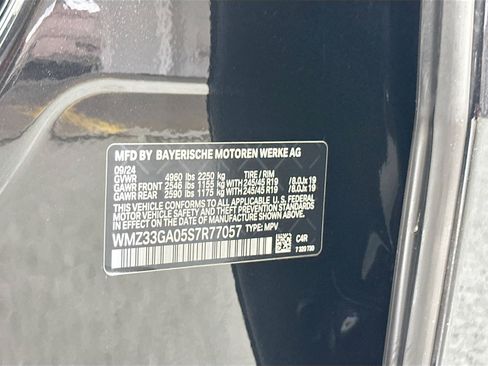 MFD BY BAYERISCHE MOTOREN WERKE AG
09/24
GVWR 4960 lbs 2250 kg TIRE / RIM
GAWR FRONT 2546 lbs 1155 kg WITH 245/45 R19 /8.0Jx 19
GAWR REAR 2590 lbs 1175 kg WITH 245/45 R19 /8.0Jx 19
THIS VEHICLE CONFORMS TO ALL APPLICABLE U.S. FEDERAL
SAFETY, BUMPER, AND THEFT PREVENTION STANDARDS
IN EFFECT ON THE DATE OF MANUFACTURE SHOWN ABOVE.
WMZ33GA05S7R77057 TYPE: MPV
C4R